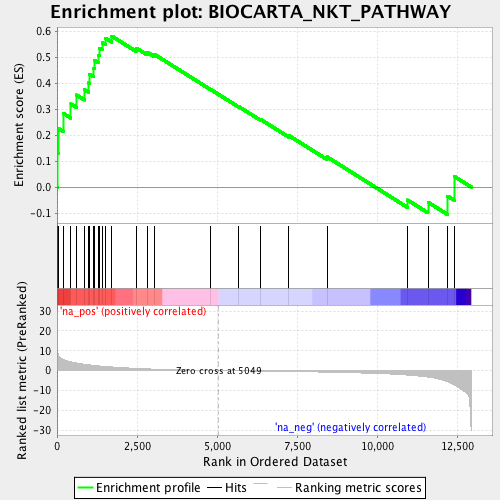 Enrichment plot: BIOCARTA_NKT_PATHWAY
Enrichment score (ES)
0.6
0.5
0.4
0.3
0.2
0.1
0.0
-0.1
'na_pos' (positively correlated)
Ranked list metric (PreRanked)
30
20
10
0
-10
-20
-30
Zero cross at 5049
'na_neg' (negatively correlated)
0
2,500
5,000
7,500
10,000
12,500
Rank in Ordered Dataset
Enrichment profile
Hits
Ranking metric scores